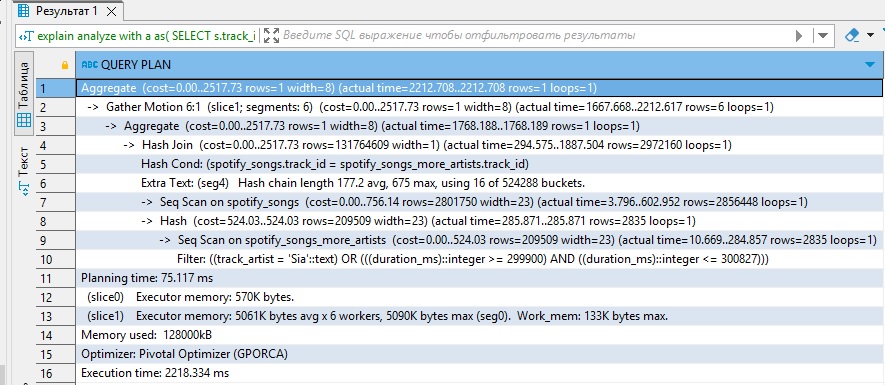 Результат 1
explain analyze with a as( SELECT s.track_i
Введите SQL выражение чтобы отфильтровать результаты
Таблица
Текст
ABC QUERY PLAN
1 Aggregate (cost=0.00..2517.73 rows=1 width=8) (actual time=2212.708..2212.708 rows=1 loops=1)
2 -> Gather Motion 6:1 (slice1; segments: 6) (cost=0.00..2517.73 rows=1 width=8) (actual time=1667.668..2212.617 rows=6 loops=1)
3 -> Aggregate (cost=0.00..2517.73 rows=1 width=8) (actual time=1768.188..1768.189 rows=1 loops=1)
4 -> Hash Join (cost=0.00..2517.73 rows=131764609 width=1) (actual time=294.575..1887.504 rows=2972160 loops=1)
5 Hash Cond: (spotify_songs.track_id = spotify_songs_more_artists.track_id)
6 Extra Text: (seg4) Hash chain length 177.2 avg, 675 max, using 16 of 524288 buckets.
7 -> Seq Scan on spotify_songs (cost=0.00..756.14 rows=2801750 width=23) (actual time=3.796..602.952 rows=2856448 loops=1)
8 -> Hash (cost=524.03..524.03 rows=209509 width=23) (actual time=285.871..285.871 rows=2835 loops=1)
9 -> Seq Scan on spotify_songs_more_artists (cost=0.00..524.03 rows=209509 width=23) (actual time=10.669..284.857 rows=2835 loops=1)
10 Filter: ((track_artist = 'Sia'::text) OR (((duration_ms)::integer >= 299900) AND ((duration_ms)::integer <= 300827)))
11 Planning time: 75.117 ms
12 (slice0) Executor memory: 570K bytes.
13 (slice1) Executor memory: 5061K bytes avg x 6 workers, 5090K bytes max (seg0). Work_mem: 133K bytes max.
14 Memory used: 128000kB
15 Optimizer: Pivotal Optimizer (GPORCA)
16 Execution time: 2218.334 ms